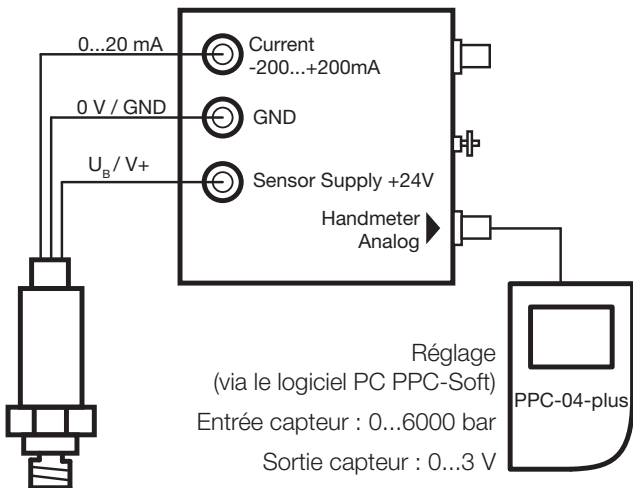 0...20 mA
Current
-200...+200mA
0 V / GND
GND
UB / V+
Sensor Supply +24V
Handmeter
Analog
Réglage
(via le logiciel PC PPC-Soft)
PPC-04-plus
Entrée capteur : 0...6000 bar
Sortie capteur : 0...3 V